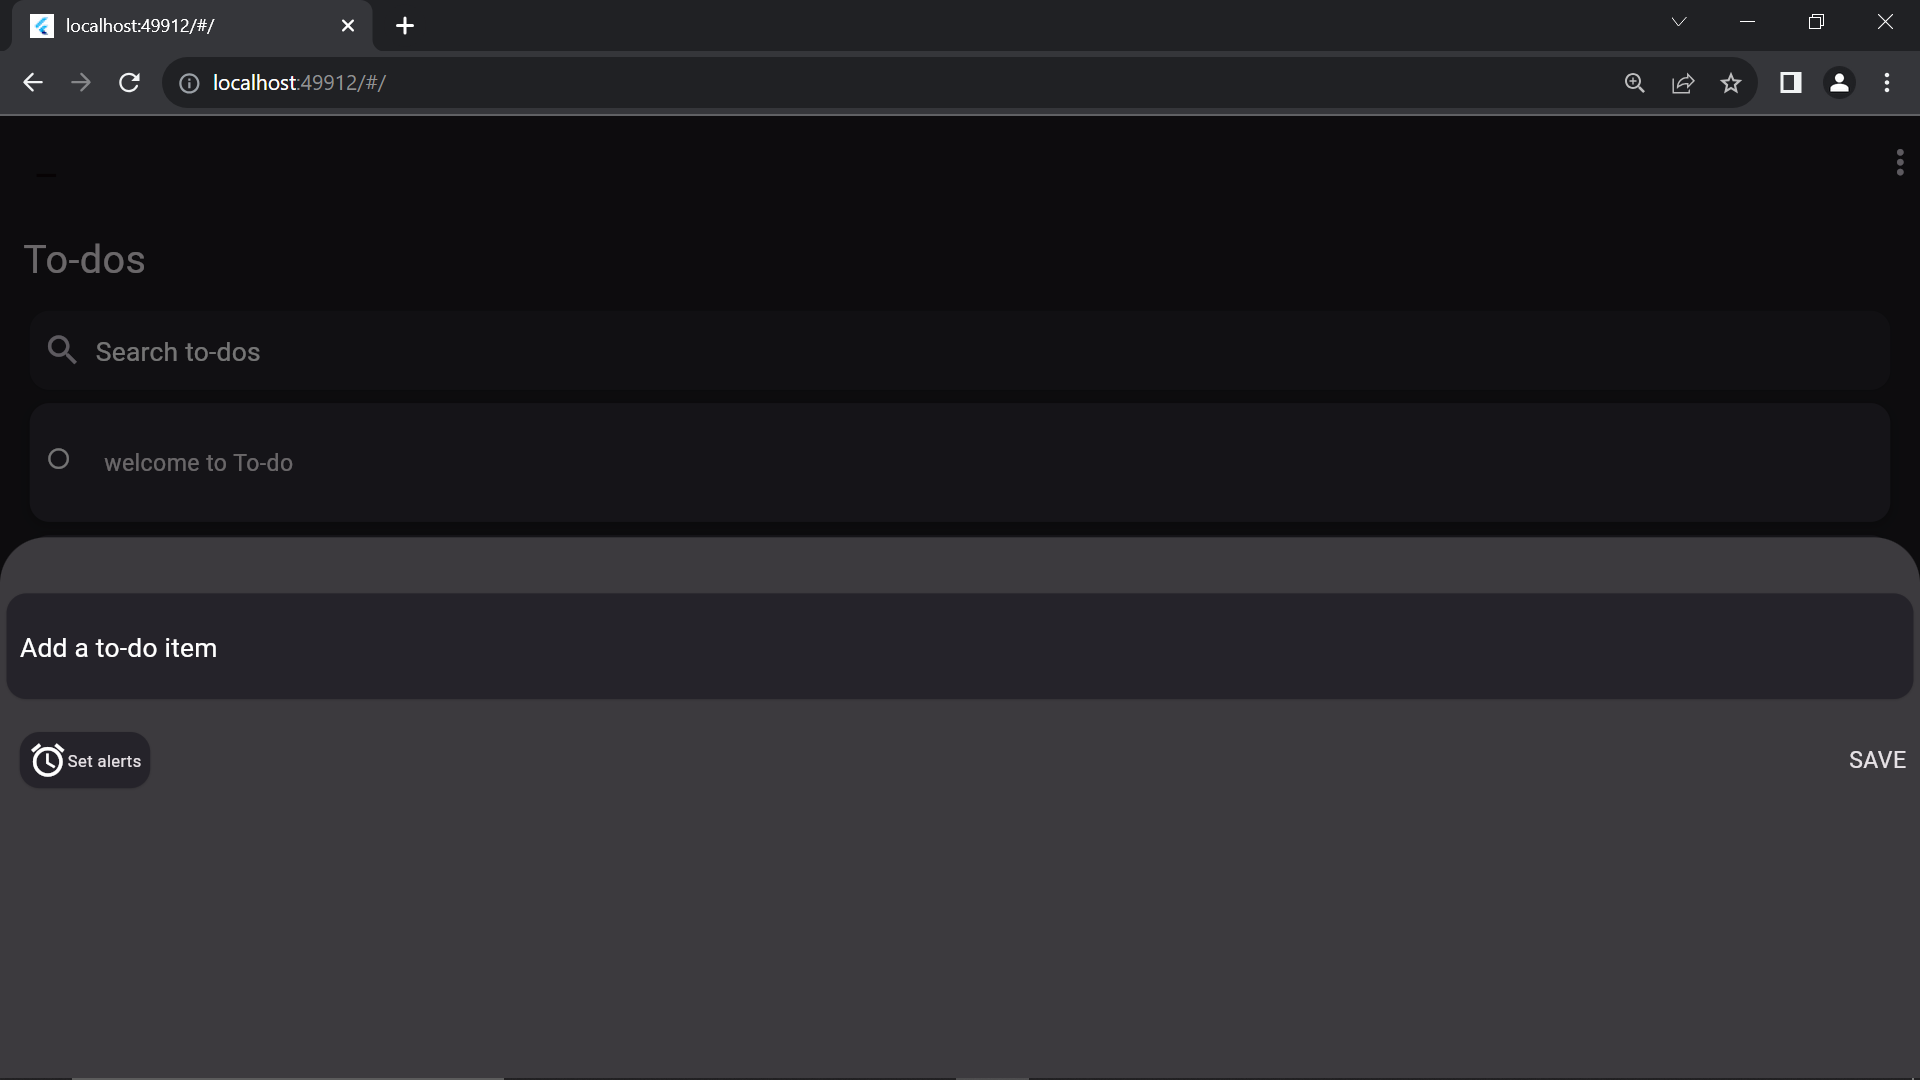 localhost:49912/#/
localhost:49912/#/
To-dos
Search to-dos
welcome to To-do
Add a to-do item
Set alerts
SAVE